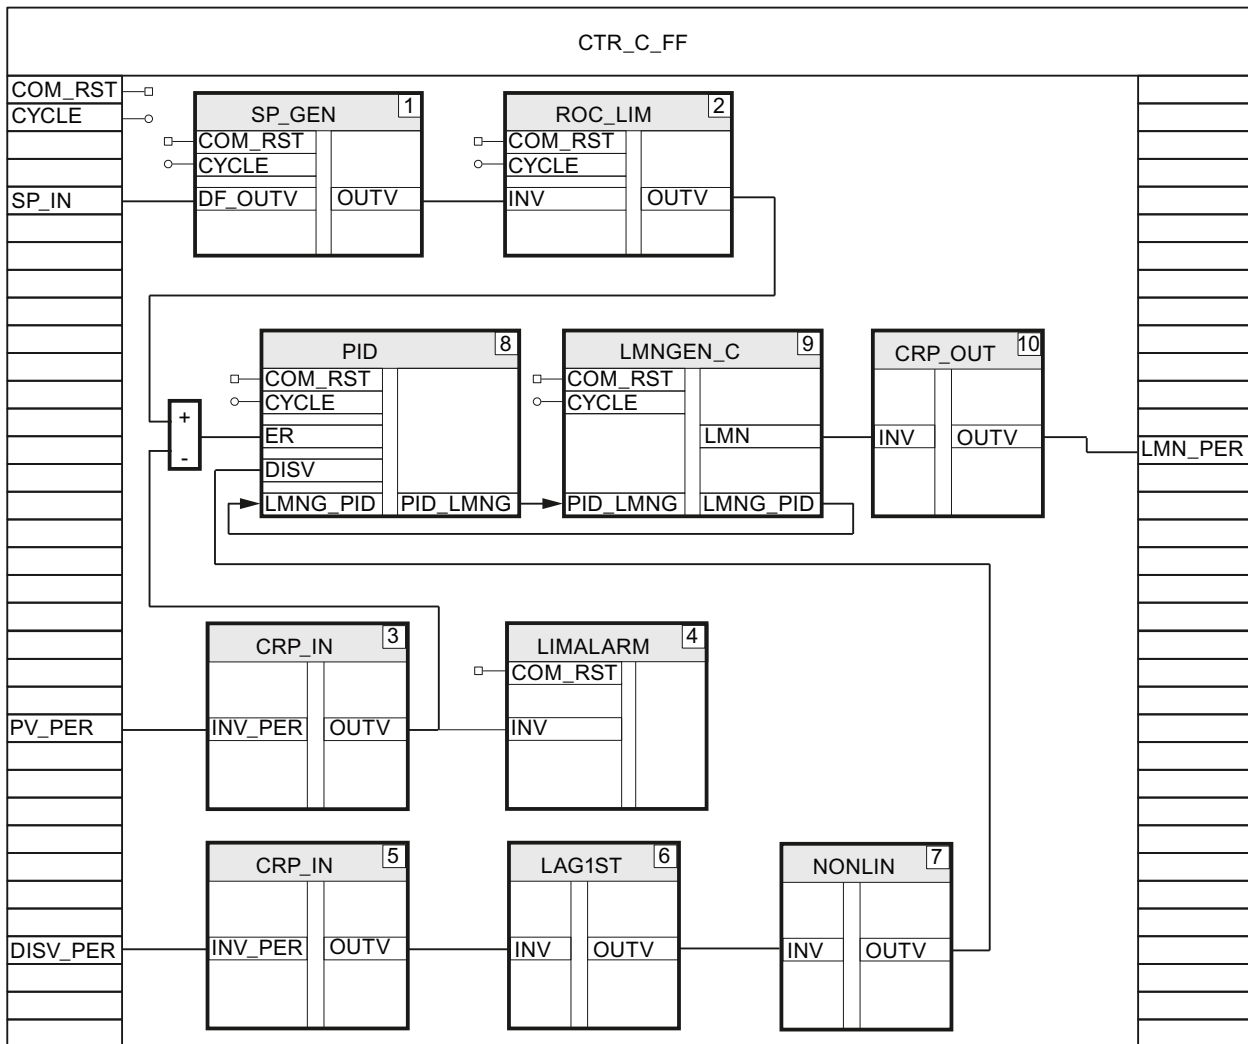 CTR_C_FF
COM_RST
CYCLE
SP_GEN 1
COM_RST
CYCLE
DF_OUTV OUTV
ROC_LIM 2
COM_RST
CYCLE
INV OUTV
SP_IN
PID 8
COM_RST
CYCLE
ER
DISV
LMNG_PID PID_LMNG
LMNGEN_C 9
COM_RST
CYCLE
LMN
PID_LMNG LMNG_PID
CRP_OUT 10
INV OUTV
LMN_PER
+
-
CRP_IN 3
INV_PER OUTV
LIMALARM 4
COM_RST
INV
PV_PER
CRP_IN 5
INV_PER OUTV
LAG1ST 6
INV OUTV
NONLIN 7
INV OUTV
DISV_PER